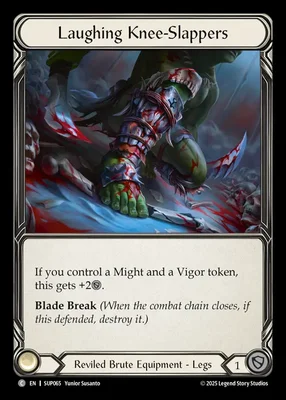 Laughing Knee-Slappers
If you control a Might and a Vigor token,
this gets +2.
Blade Break (When the combat chain closes, if
this defended, destroy it.)
Reviled Brute Equipment - Legs
1
C EN | SUP065 Yunior Susanto
© 2025 Legend Story Studios